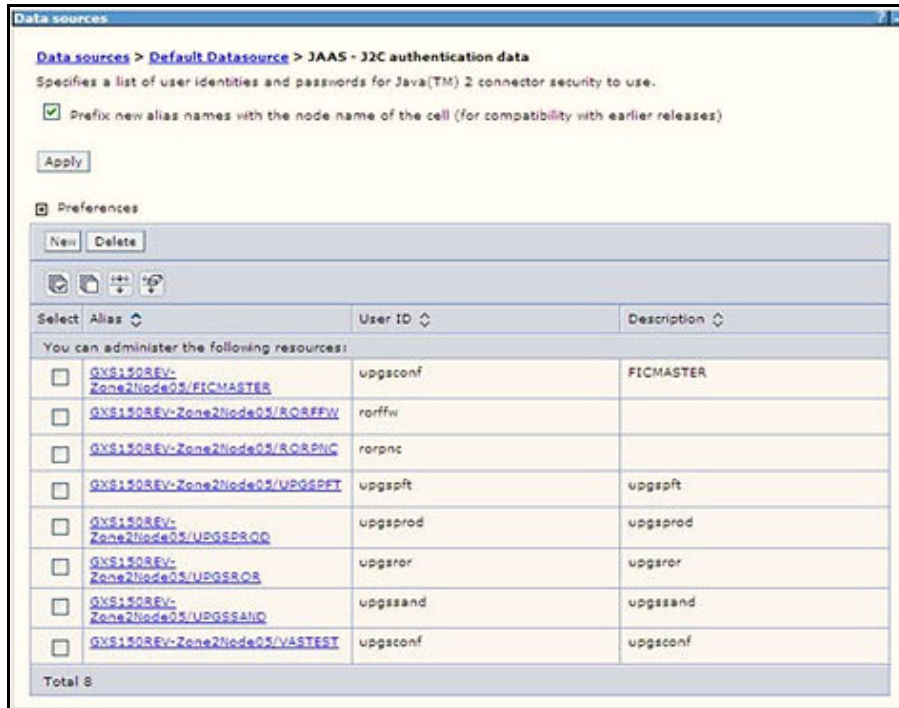 Data sources
?
Data sources > Default Datasource > JAAS - J2C authentication data
Specifies a list of user identities and passwords for Java(TM) 2 connector security to use.
Prefix new alias names with the node name of the cell (for compatibility with earlier releases)
Apply
Preferences
New Delete
Select Alias User ID Description
You can administer the following resources:
GXS150REV-
Zone2Node05/FICMASTER
upgsconf
FICMASTER
GXS150REV-Zone2Node05/RORFFW
rorffw
GXS150REV-Zone2Node05/RORPNC
rorpnc
GXS150REV-Zone2Node05/UPGSPFT
upgspft
upgspft
GXS150REV-
Zone2Node05/UPGSPROD
upgsprod
upgsprod
GXS150REV-
Zone2Node05/UPGSROR
upgsror
upgsror
GXS150REV-
Zone2Node05/UPGSSAND
upgssand
upgssand
GXS150REV-Zone2Node05/VASTEST
upgsconf
upgsconf
Total 8